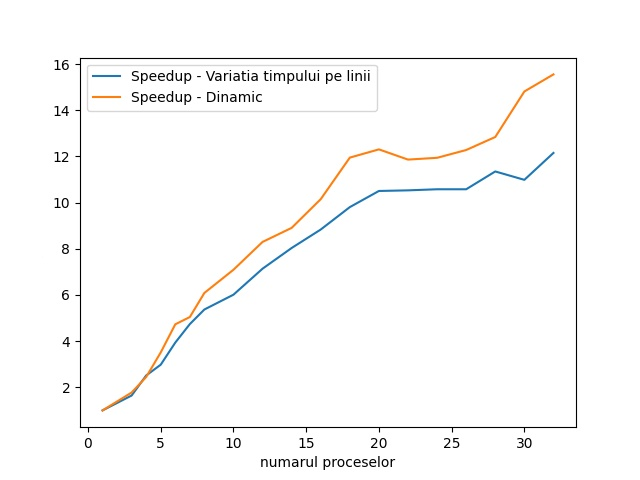 Speedup - Variatia timpului pe linii
Speedup - Dinamic
16
14
12
10
8
6
4
2
0 5 10 15 20 25 30
numarul proceselor